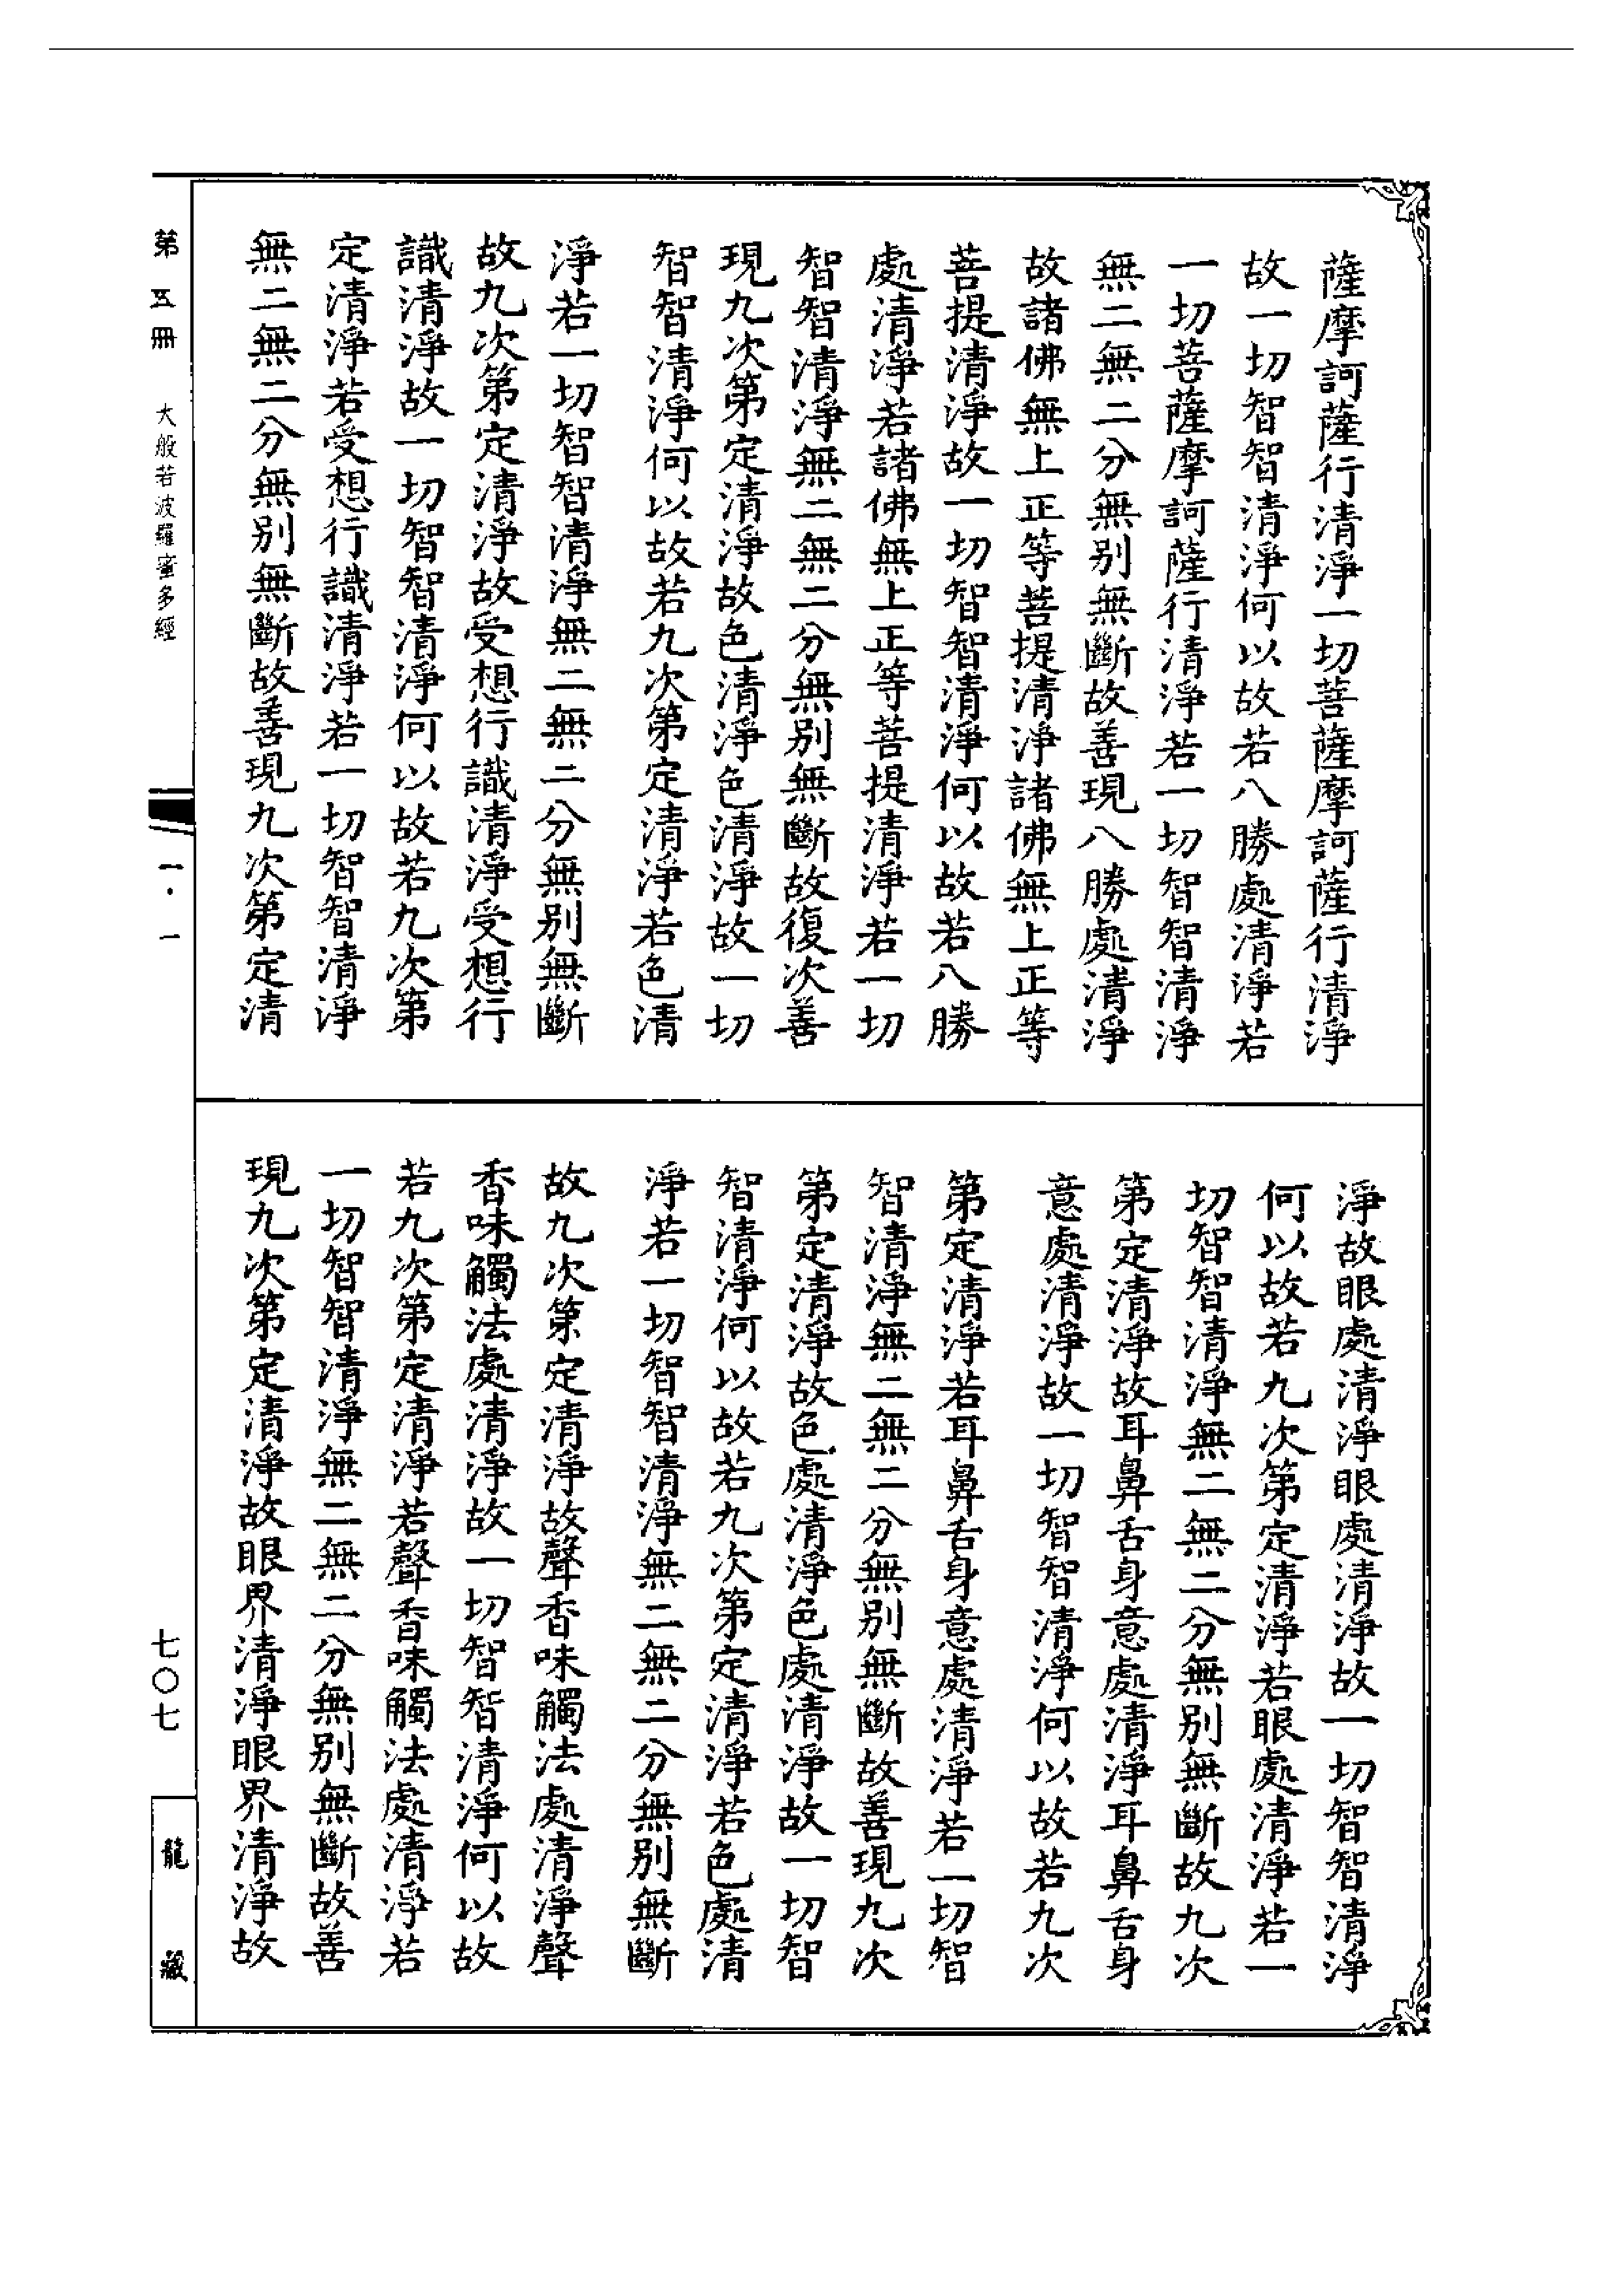 薩摩訶薩行清淨一切菩薩摩訶薩行清淨
故一切智智清淨何以故若八勝處清淨若
一切菩薩摩訶薩行清淨若一切智智清淨
無二無二分無別無斷故善現八勝處清淨
故諸佛無上正等菩提清淨諸佛無上正等
菩提清淨故一切智智清淨何以故若八勝
處清淨若諸佛無上正等菩提清淨若一切
智智清淨無二無二分無別無斷故復次善
現九次第定清淨故色清淨色清淨故一切
智智清淨何以故若九次第定清淨若色清
淨若一切智智清淨無二無二分無別無斷
故九次第定清淨故受想行識清淨受想行
識清淨故一切智智清淨何以故若九次第
定清淨若受想行識清淨若一切智智清淨
無二無二分無別無斷故善現九次第定清
淨故眼處清淨眼處清淨故一切智智清淨
何以故若九次第定清淨若眼處清淨若一
切智智清淨無二無二分無別無斷故九次
第定清淨故耳鼻舌身意處清淨耳鼻舌身
意處清淨故一切智智清淨何以故若九次
第定清淨若耳鼻舌身意處清淨若一切智
智清淨無二無二分無別無斷故善現九次
第定清淨故色處清淨色處清淨故一切智
智清淨何以故若九次第定清淨若色處清
淨若一切智智清淨無二無二分無別無斷
故九次第定清淨故聲香味觸法處清淨聲
香味觸法處清淨故一切智智清淨何以故
若九次第定清淨若聲香味觸法處清淨若
一切智智清淨無二無二分無別無斷故善
現九次第定清淨故眼界清淨眼界清淨故
第五冊 大般若波羅蜜多經
一·一
七〇七
龍藏